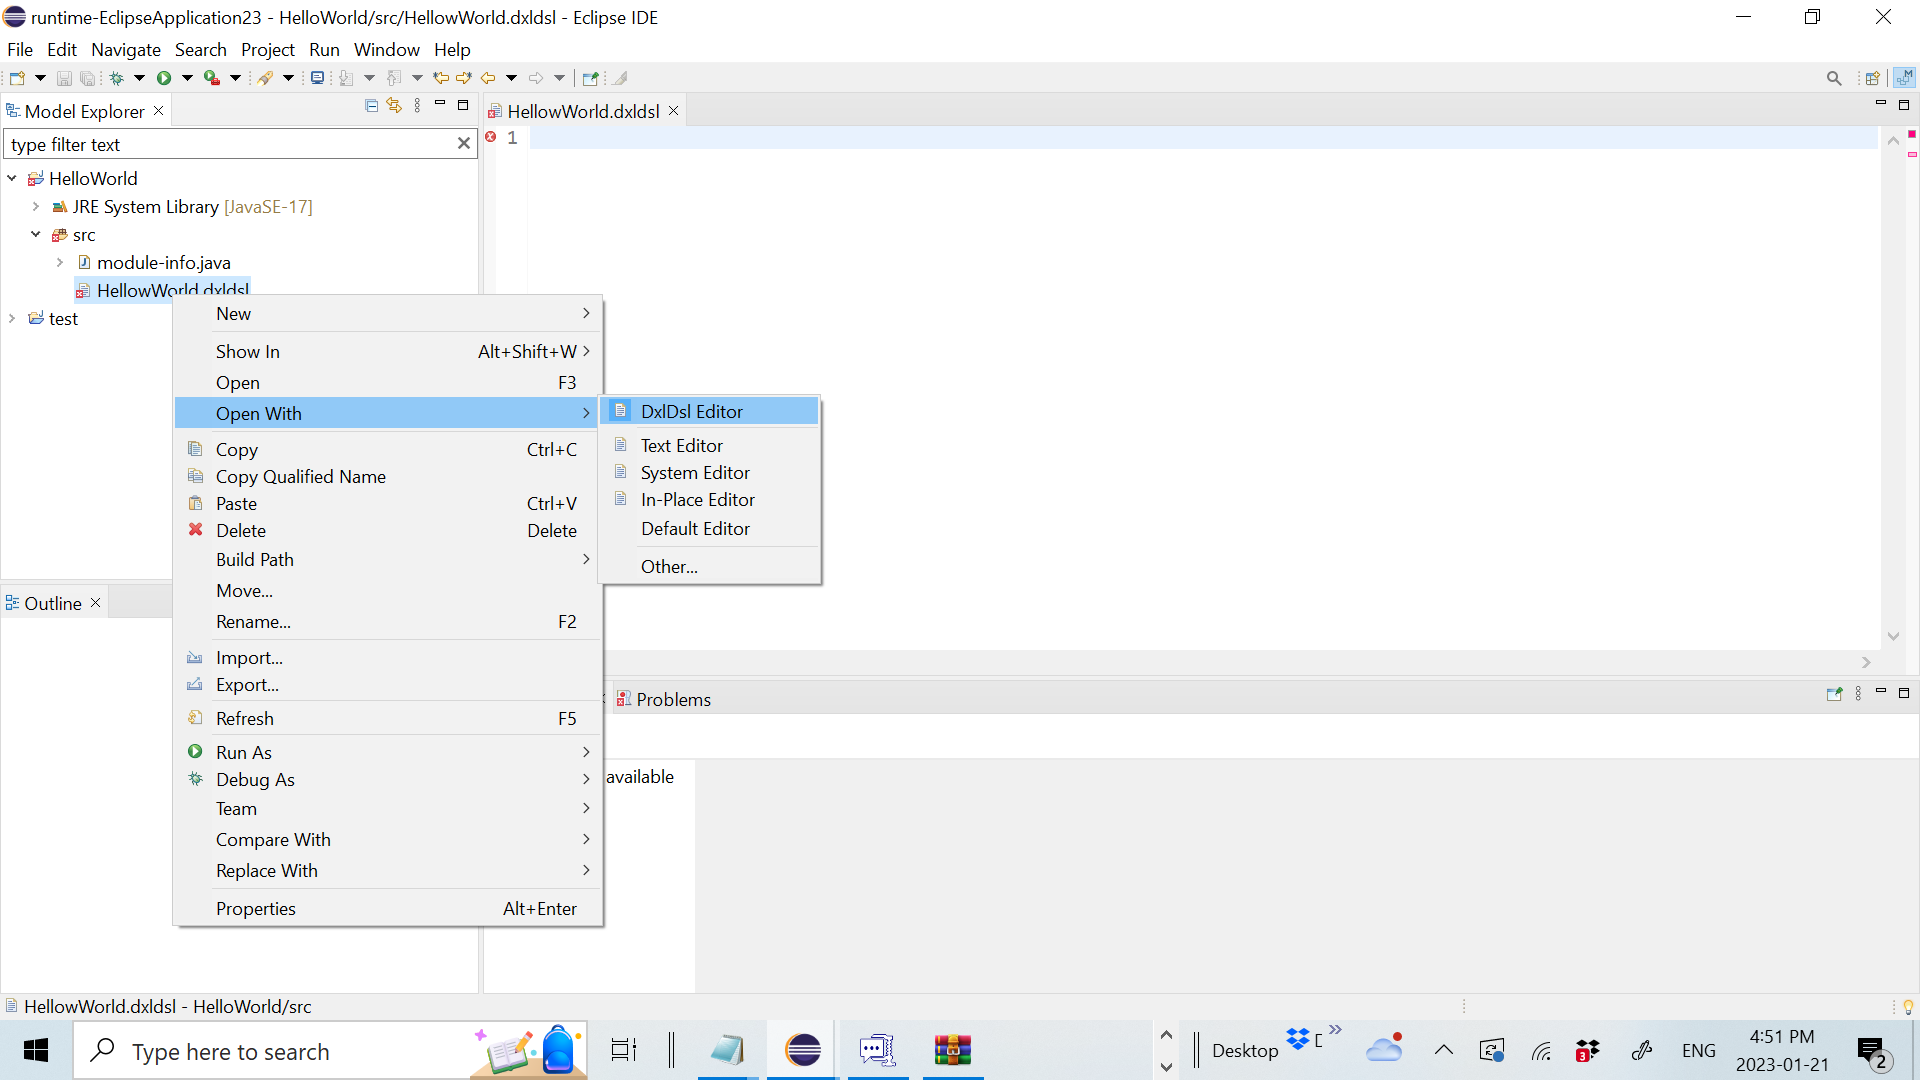 runtime-EclipseApplication23 - HelloWorld/src/HellowWorld.dxldsl - Eclipse IDE
File Edit Navigate Search Project Run Window Help
Model Explorer
HellowWorld.dxldsl
type filter text
1
HelloWorld
JRE System Library [JavaSE-17]
src
module-info.java
HellowWorld.dxldsl
test
New
Show In Alt+Shift+W
Open F3
Open With
Copy Ctrl+C
Copy Qualified Name
Paste Ctrl+V
Delete Delete
Build Path
Move...
Rename... F2
Import...
Export...
Refresh F5
Run As
Debug As
Team
Compare With
Replace With
Properties Alt+Enter
DxlDsl Editor
Text Editor
System Editor
In-Place Editor
Default Editor
Other...
Outline
Problems
available
HellowWorld.dxldsl - HelloWorld/src
Type here to search
Desktop
3
ENG
4:51 PM
2023-01-21
2